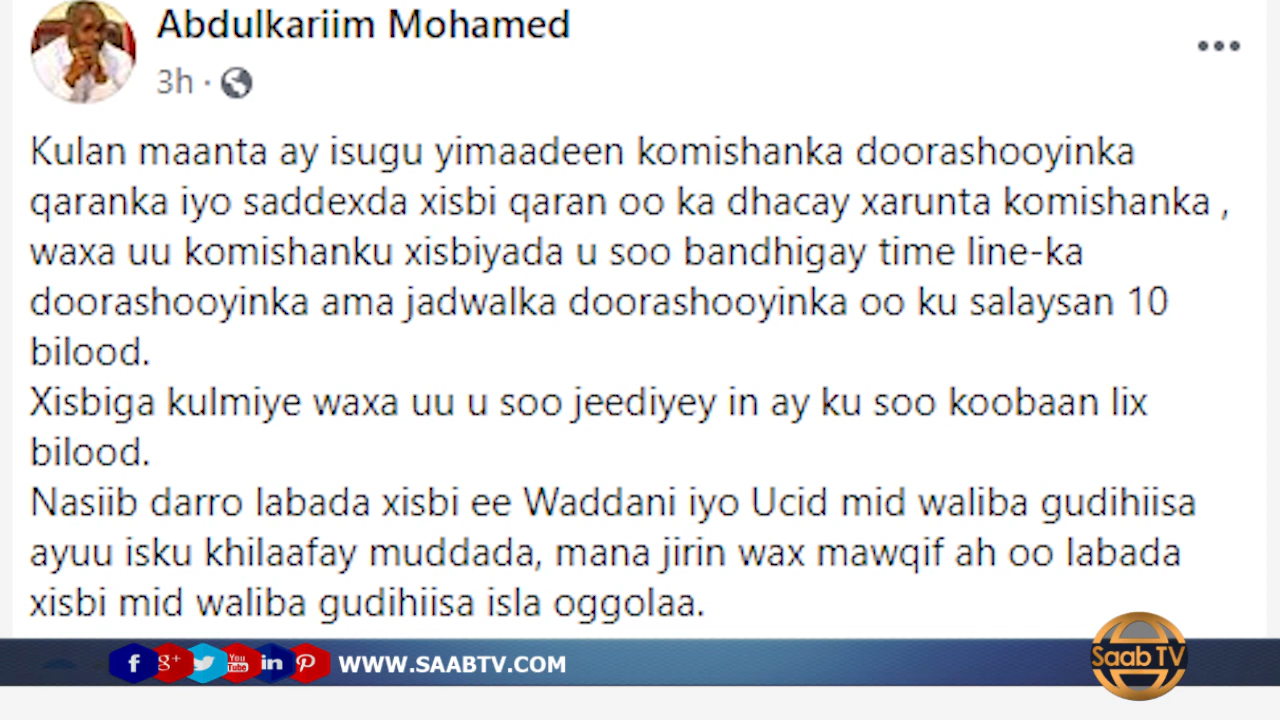 Abdulkariim Mohamed
3h ·
Kulan maanta ay isugu yimaadeen komishanka doorashooyinka
qaranka iyo saddexda xisbi qaran oo ka dhacay xarunta komishanka ,
waxa uu komishanku xisbiyada u soo bandhigay time line-ka
doorashooyinka ama jadwalka doorashooyinka oo ku salaysan 10
bilood.
Xisbiga kulmiye waxa uu u soo jeediyey in ay ku soo koobaan lix
bilood.
Nasiib darro labada xisbi ee Waddani iyo Ucid mid waliba gudihiisa
ayuu isku khilaafay muddada, mana jirin wax mawqif ah oo labada
xisbi mid waliba gudihiisa isla oggolaa.
f g+ You Tube in WWW.SAABTV.COM
Saab TV